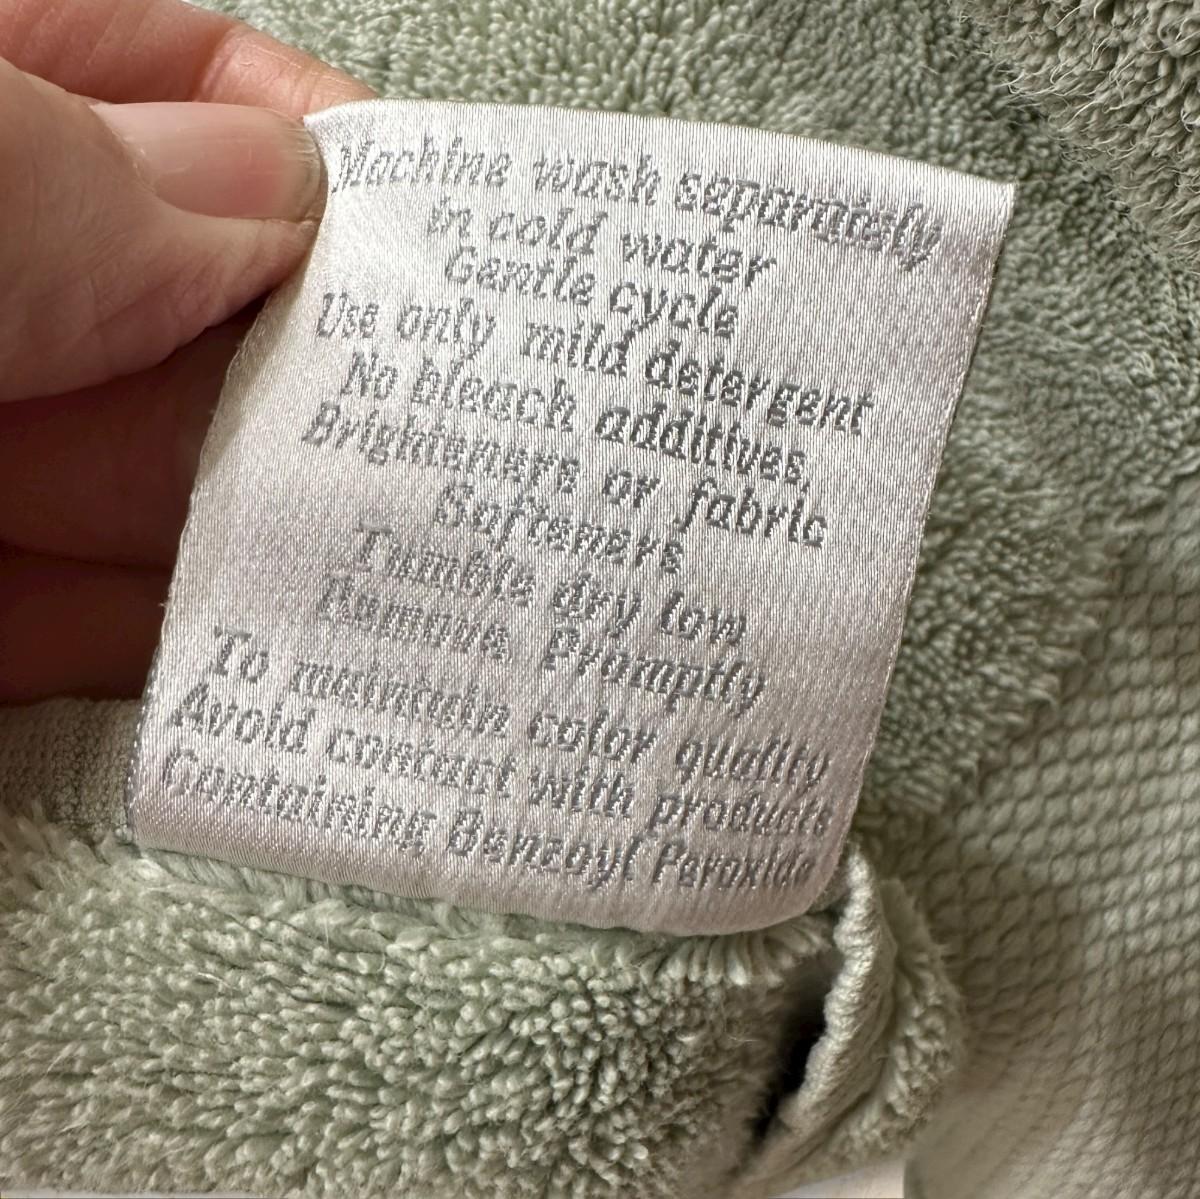 Machine wash separately
in cold water
Gentle cycle
Use only mild detergent
No bleach additives,
Brighteners or fabric
Softeners
Tumble dry low
Remove Promptly
To maintain color quality
Avoid contact with products
Containing Benzoyl Peroxide